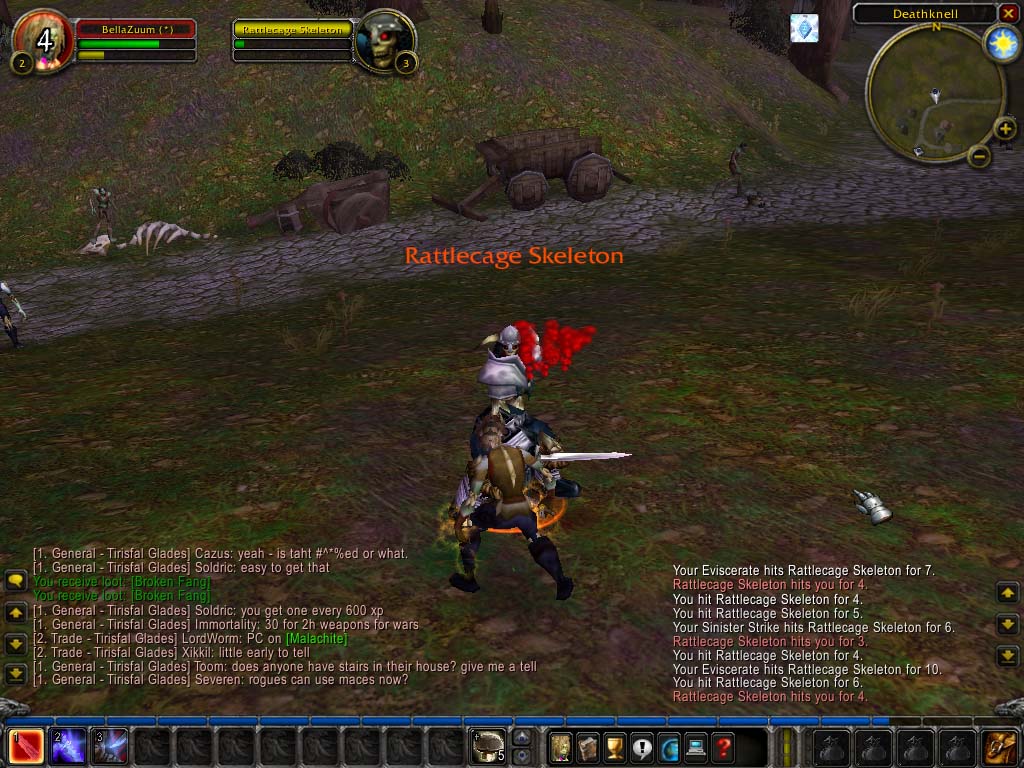 4
BellaZuum (*)
2
Rattlecage Skeleton
3
Deathknell
N
Rattlecage Skeleton
[1. General - Tirisfal Glades] Cazus: yeah - is taht #^*%ed or what.
[1. General - Tirisfal Glades] Soldric: easy to get that
You receive loot: [Broken Fang]
You receive loot: [Broken Fang]
[1. General - Tirisfal Glades] Soldric: you get one every 600 xp
[1. General - Tirisfal Glades] Immortality: 30 for 2h weapons for wars
[2. Trade - Tirisfal Glades] LordWorm: PC on [Malachite]
[2. Trade - Tirisfal Glades] Xikkil: little early to tell
[1. General - Tirisfal Glades] Toom: does anyone have stairs in their house? give me a tell
[1. General - Tirisfal Glades] Severen: rogues can use maces now?
Your Eviscerate hits Rattlecage Skeleton for 7.
Rattlecage Skeleton hits you for 4.
You hit Rattlecage Skeleton for 4.
You hit Rattlecage Skeleton for 5.
Your Sinister Strike hits Rattlecage Skeleton for 6.
Rattlecage Skeleton hits you for 3.
You hit Rattlecage Skeleton for 4.
Your Eviscerate hits Rattlecage Skeleton for 10.
You hit Rattlecage Skeleton for 6.
Rattlecage Skeleton hits you for 4.
1
2
3
5